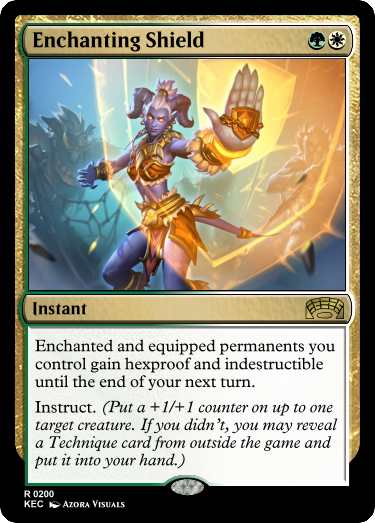 Enchanting Shield
Instant
Enchanted and equipped permanents you
control gain hexproof and indestructible
until the end of your next turn.
Instruct. (Put a +1/+1 counter on up to one
target creature. If you didn't, you may reveal
a Technique card from outside the game and
put it into your hand.)
R 0200
KEC Azora Visuals